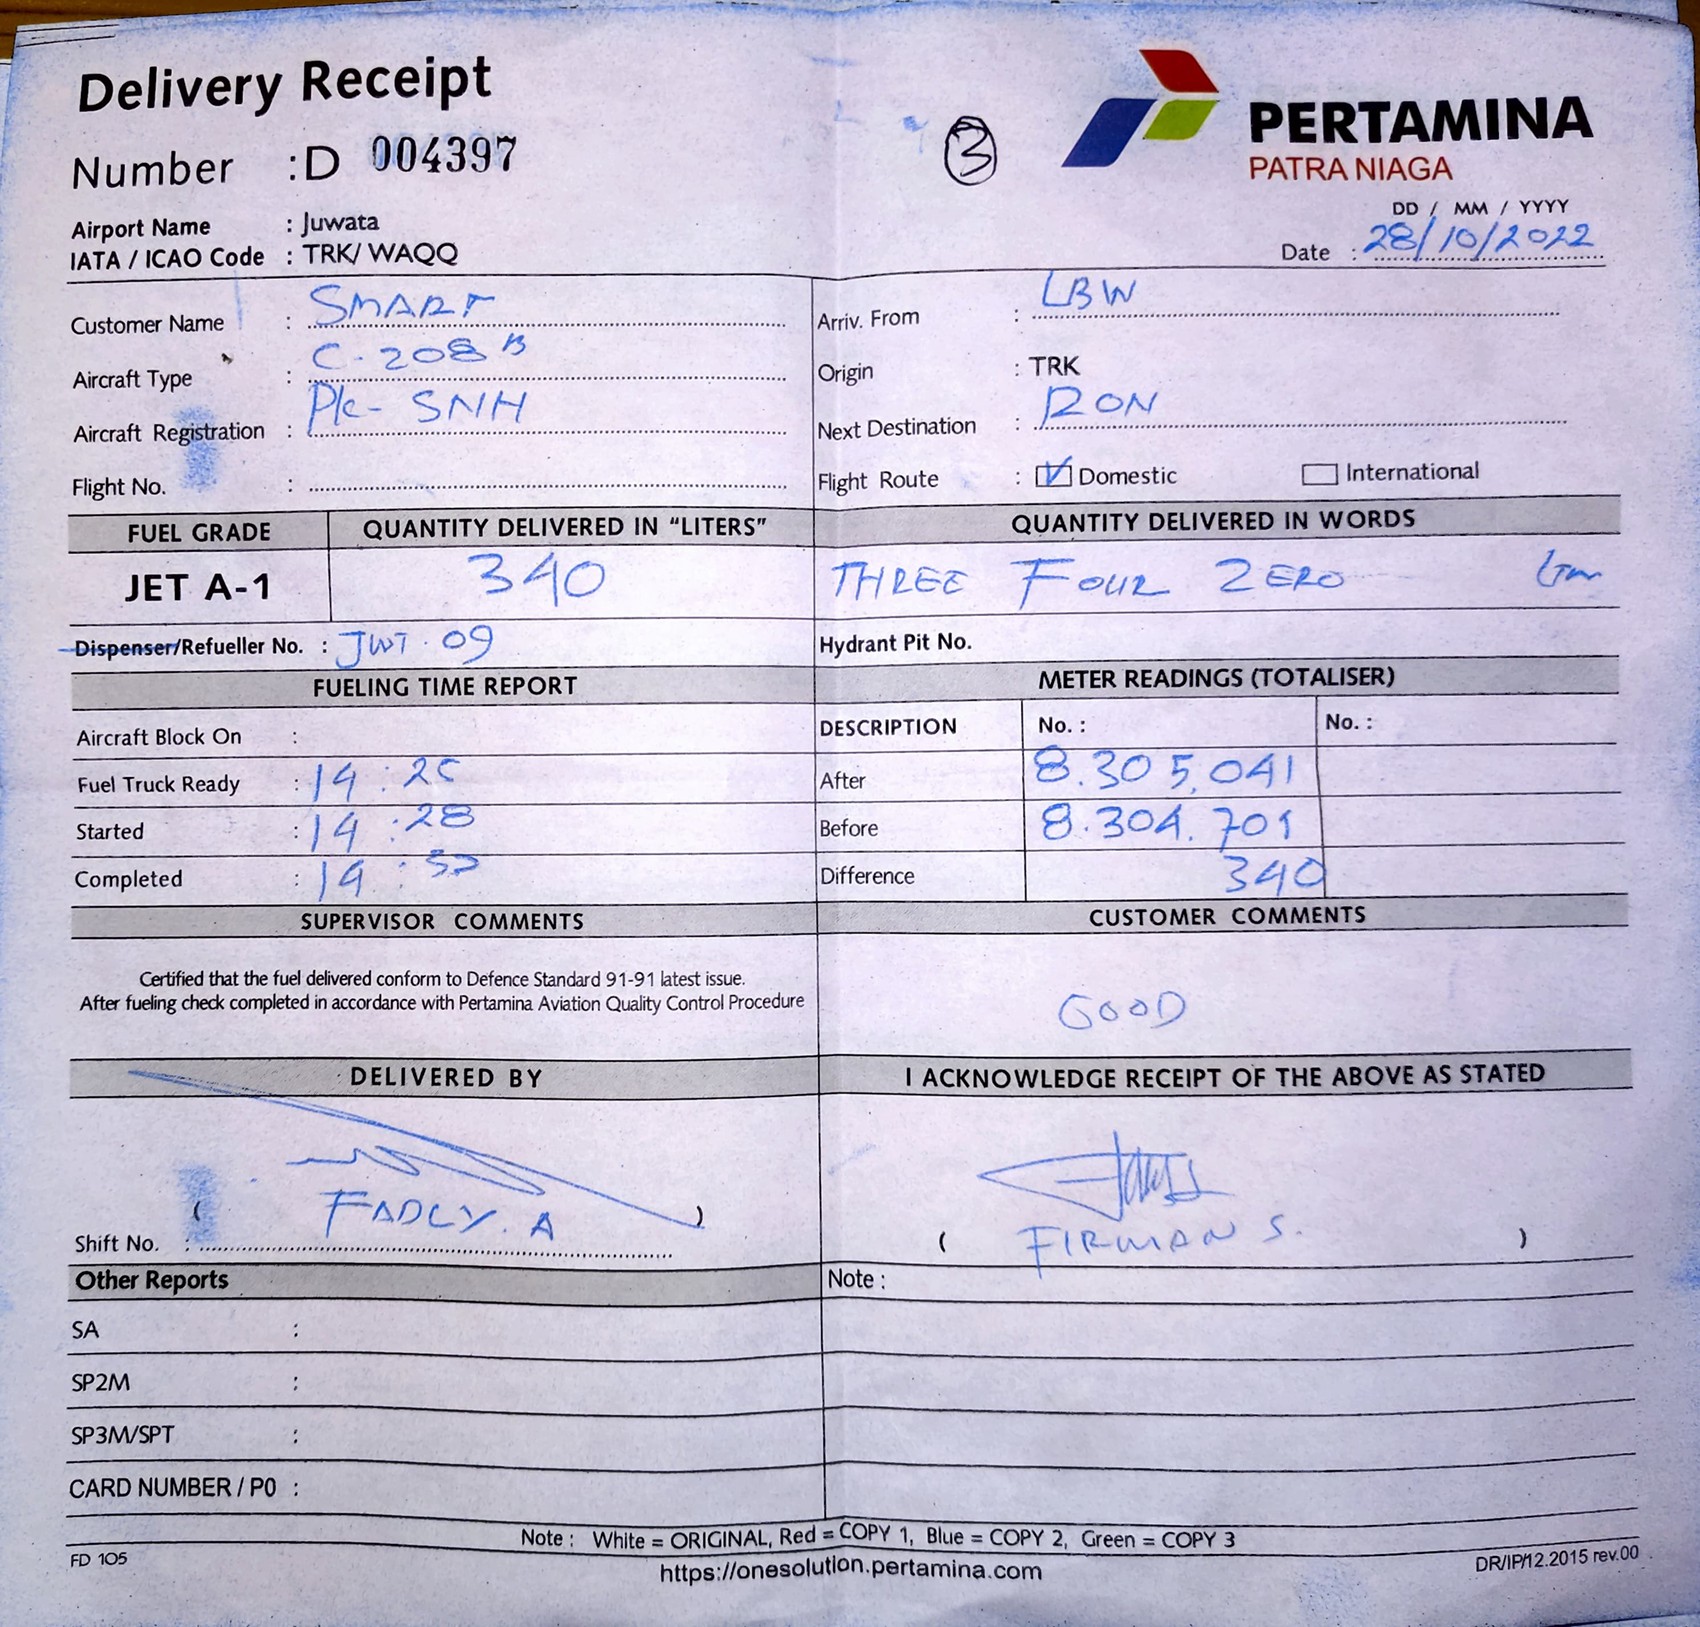 Delivery Receipt
Number : D 004397
3
PERTAMINA
PATRA NIAGA
Airport Name : Juwata
IATA / ICAO Code : TRK/ WAQQ
DD / MM / YYYY
Date : 28/10/2022
Customer Name : SMART
Aircraft Type : C-208 B
Aircraft Registration : PK- SNH
Flight No. :
Arriv. From : LBW
Origin : TRK
Next Destination : RON
Flight Route : Domestic International
FUEL GRADE QUANTITY DELIVERED IN “LITERS” QUANTITY DELIVERED IN WORDS
JET A-1 340 THREE FOUR ZERO
Dispenser/Refueller No. : JWT . 09 Hydrant Pit No.
FUELING TIME REPORT
Aircraft Block On :
Fuel Truck Ready : 14 : 25
Started : 14 : 28
Completed : 14 :
METER READINGS (TOTALISER)
DESCRIPTION No. : No. :
After 8.305.041
Before 8.304.701
Difference 340
SUPERVISOR COMMENTS
Certified that the fuel delivered conform to Defence Standard 91-91 latest issue.
After fueling check completed in accordance with Pertamina Aviation Quality Control Procedure
CUSTOMER COMMENTS
GOOD
DELIVERED BY
( FADLY. A )
Shift No. :
I ACKNOWLEDGE RECEIPT OF THE ABOVE AS STATED
( FIRMAN S. )
Other Reports
SA :
SP2M :
SP3M/SPT :
CARD NUMBER / P0 :
Note :
Note : White = ORIGINAL, Red = COPY 1, Blue = COPY 2, Green = COPY 3
FD 105
https://onesolution.pertamina.com
DR/IP/12.2015 rev.00